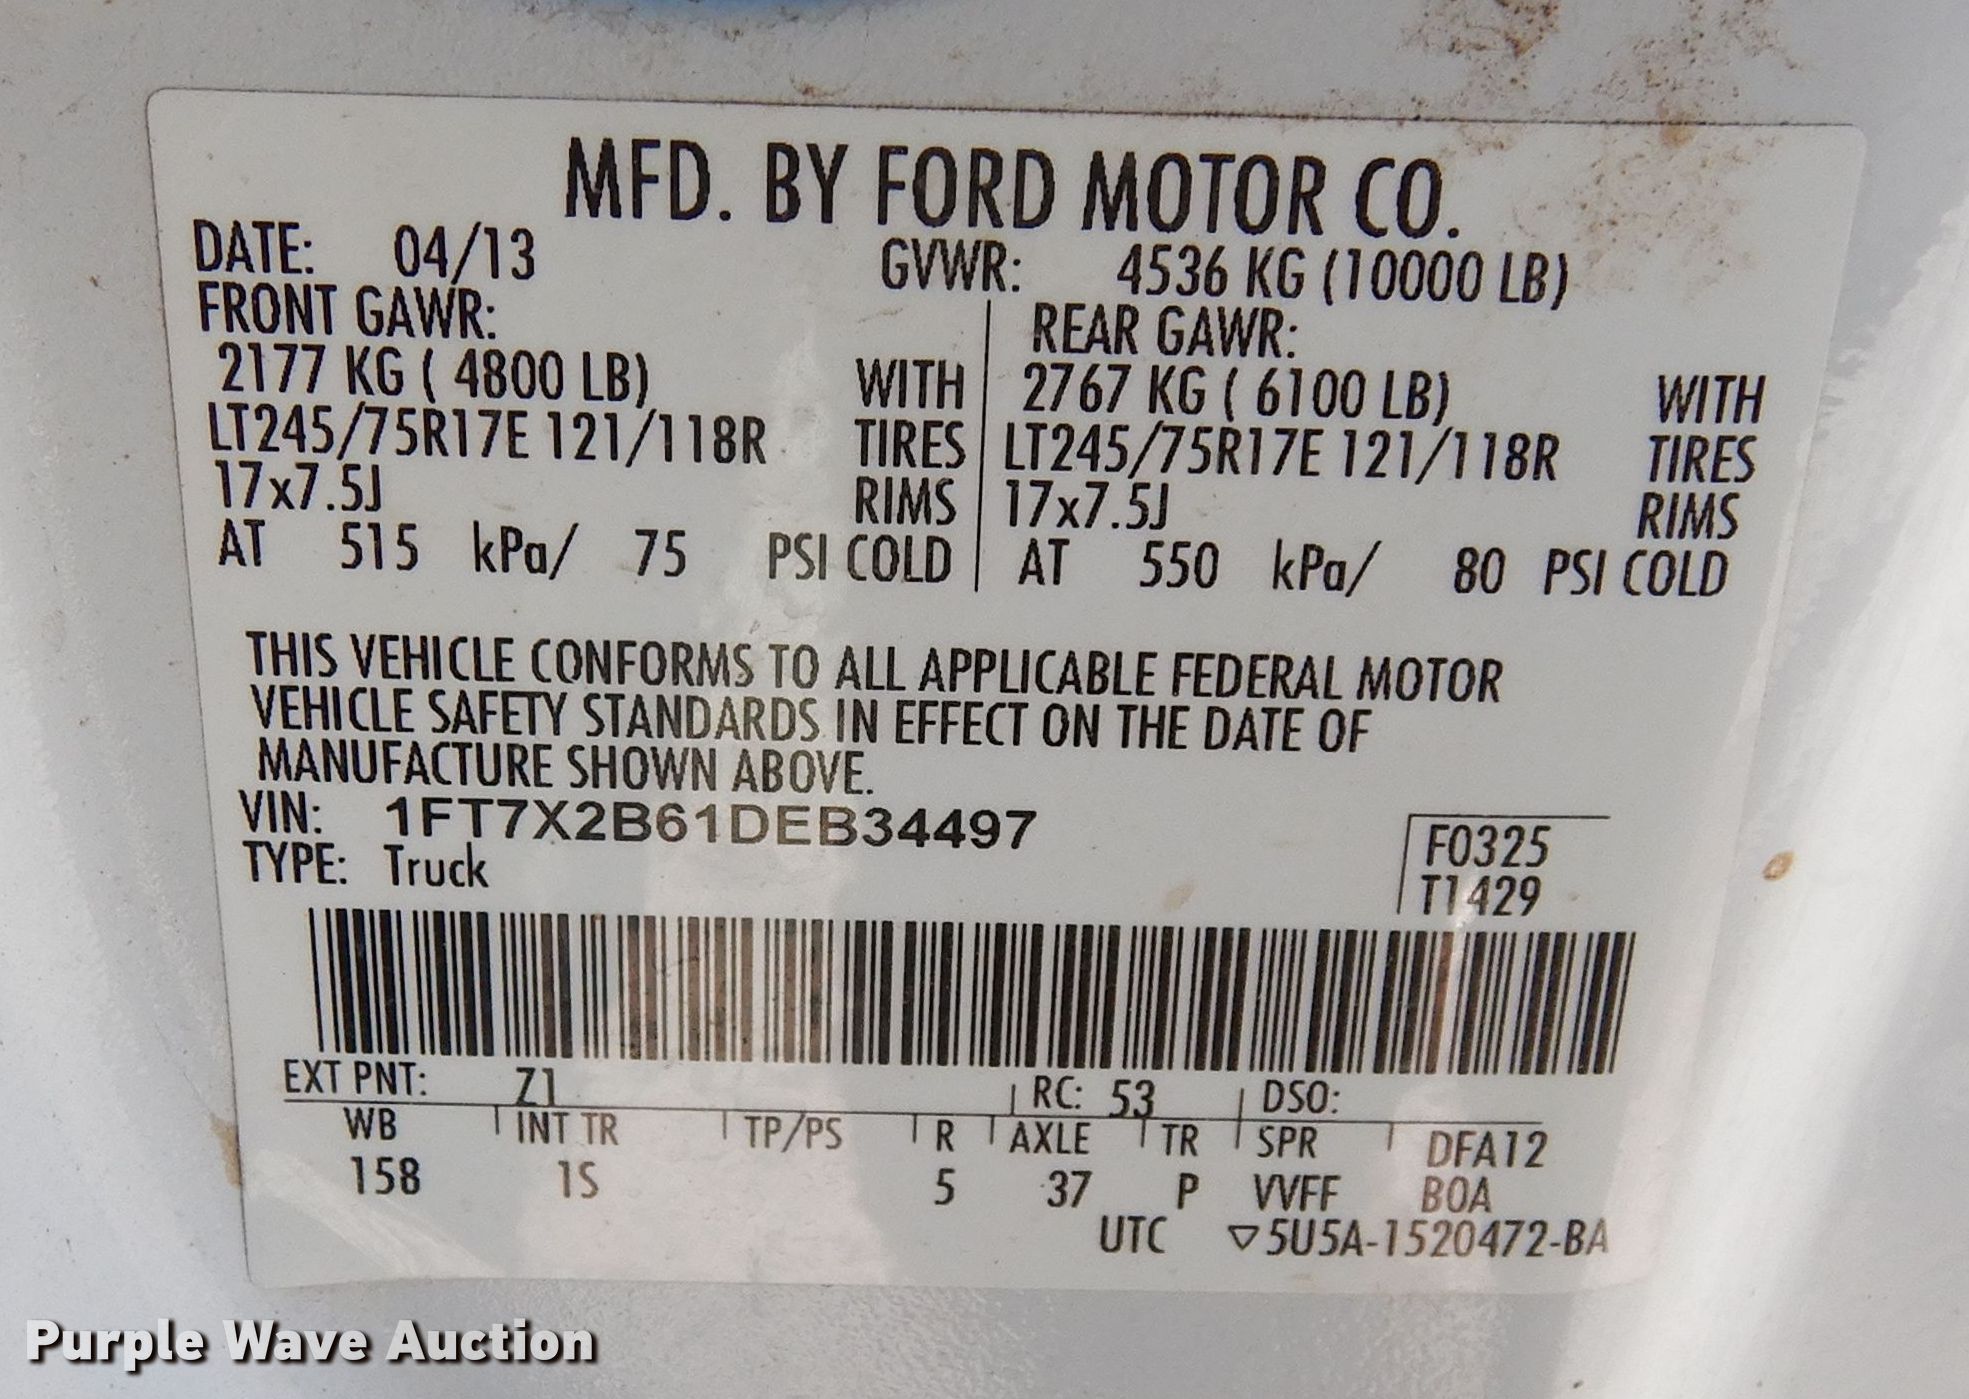 MFD. BY FORD MOTOR CO.
DATE: 04/13 GVWR: 4536 KG (10000 LB)
FRONT GAWR: REAR GAWR:
2177 KG ( 4800 LB) WITH 2767 KG ( 6100 LB) WITH
LT245/75R17E 121/118R TIRES LT245/75R17E 121/118R TIRES
17x7.5J RIMS 17x7.5J RIMS
AT 515 kPa/ 75 PSI COLD AT 550 kPa/ 80 PSI COLD
THIS VEHICLE CONFORMS TO ALL APPLICABLE FEDERAL MOTOR
VEHICLE SAFETY STANDARDS IN EFFECT ON THE DATE OF
MANUFACTURE SHOWN ABOVE.
VIN: 1FT7X2B61DEB34497
TYPE: Truck
F0325
T1429
EXT PNT: Z1 RC: 53 DSO:
WB INT TR TP/PS R AXLE TR SPR DFA12
158 1S 5 37 P VVFF BOA
UTC ▽5U5A-1520472-BA
Purple Wave Auction